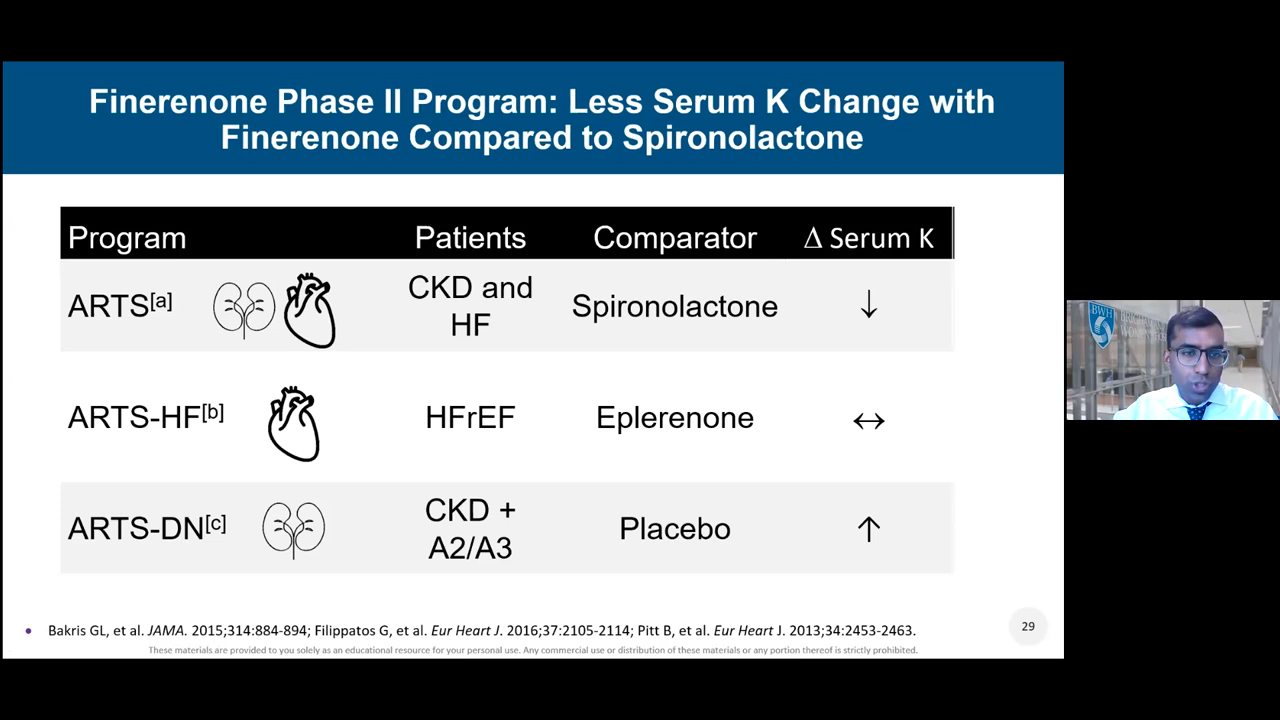 Finerenone Phase II Program: Less Serum K Change with
Finerenone Compared to Spironolactone
Program Patients Comparator Δ Serum K
ARTS[a] CKD and HF Spironolactone ↓
ARTS-HF[b] HFrEF Eplerenone ↔
ARTS-DN[c] CKD + A2/A3 Placebo ↑
• Bakris GL, et al. JAMA. 2015;314:884-894; Filippatos G, et al. Eur Heart J. 2016;37:2105-2114; Pitt B, et al. Eur Heart J. 2013;34:2453-2463.
29
These materials are provided to you solely as an educational resource for your personal use. Any commercial use or distribution of these materials or any portion thereof is strictly prohibited.
BWH